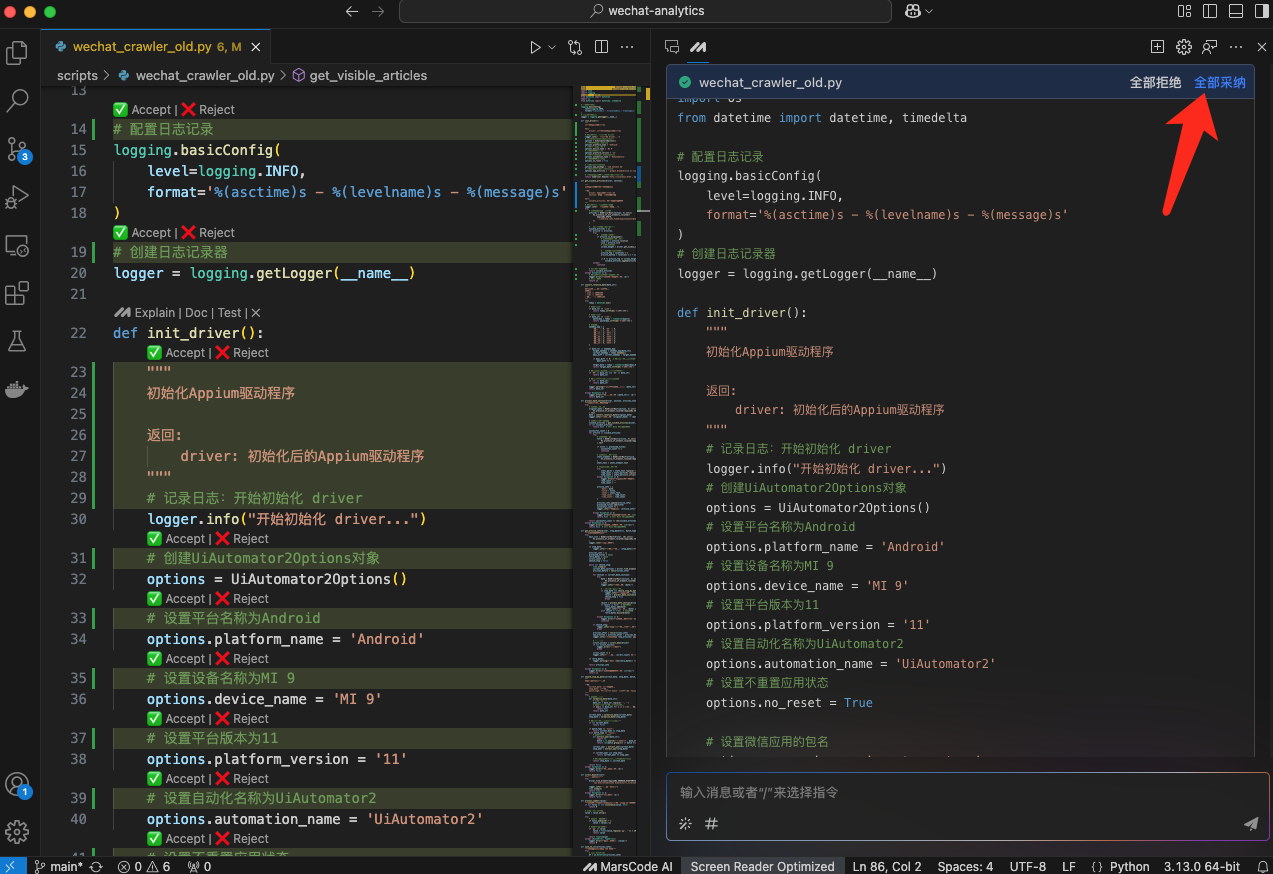 wechat-analytics
wechat_crawler_old.py 6, M
scripts > wechat_crawler_old.py > get_visible_articles
13
Accept | Reject
14 # 配置日志记录
15 logging.basicConfig(
16 level=logging.INFO,
17 format='%(asctime)s - %(levelname)s - %(message)s'
18 )
Accept | Reject
19 # 创建日志记录器
20 logger = logging.getLogger(__name__)
21
Explain | Doc | Test |
22 def init_driver():
Accept | Reject
23 """
24 初始化Appium驱动程序
25
26 返回:
27 driver: 初始化后的Appium驱动程序
28 """
29 # 记录日志: 开始初始化 driver
30 logger.info("开始初始化 driver...")
Accept | Reject
31 # 创建UiAutomator2Options对象
32 options = UiAutomator2Options()
Accept | Reject
33 # 设置平台名称为Android
34 options.platform_name = 'Android'
Accept | Reject
35 # 设置设备名称为MI 9
36 options.device_name = 'MI 9'
Accept | Reject
37 # 设置平台版本为11
38 options.platform_version = '11'
Accept | Reject
39 # 设置自动化名称为UiAutomator2
40 options.automation_name = 'UiAutomator2'
Accept | Reject
41 # 设置不重置应用状态
wechat_crawler_old.py 全部拒绝 全部采纳
import os
from datetime import datetime, timedelta
# 配置日志记录
logging.basicConfig(
level=logging.INFO,
format='%(asctime)s - %(levelname)s - %(message)s'
)
# 创建日志记录器
logger = logging.getLogger(__name__)
def init_driver():
"""
初始化Appium驱动程序
返回:
driver: 初始化后的Appium驱动程序
"""
# 记录日志: 开始初始化 driver
logger.info("开始初始化 driver...")
# 创建UiAutomator2Options对象
options = UiAutomator2Options()
# 设置平台名称为Android
options.platform_name = 'Android'
# 设置设备名称为MI 9
options.device_name = 'MI 9'
# 设置平台版本为11
options.platform_version = '11'
# 设置自动化名称为UiAutomator2
options.automation_name = 'UiAutomator2'
# 设置不重置应用状态
options.no_reset = True
# 设置微信应用的包名
输入消息或者“/”来选择指令
3
1
main* 0 6 0 MarsCode AI Screen Reader Optimized Ln 86, Col 2 Spaces: 4 UTF-8 LF {} Python 3.13.0 64-bit